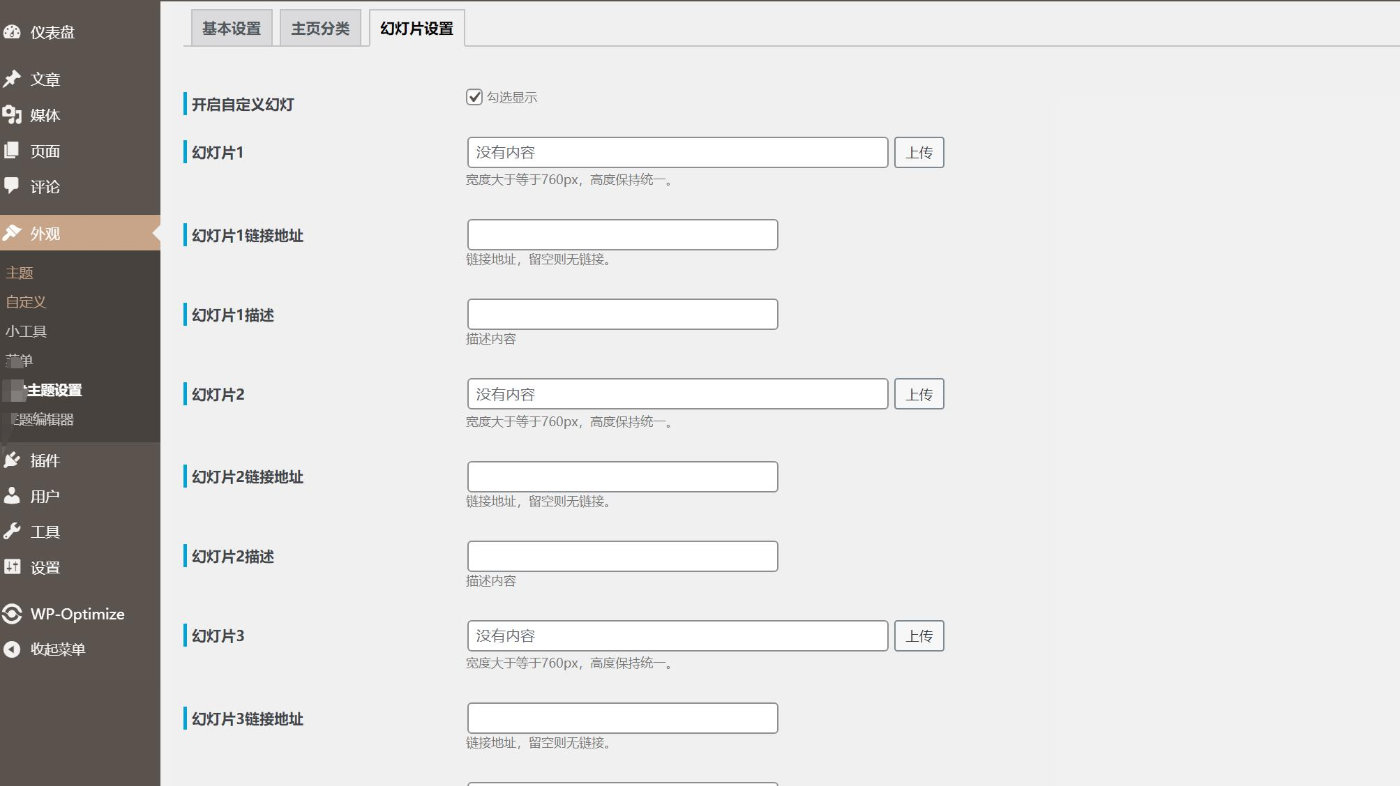 仪表盘
文章
媒体
页面
评论
外观
主题
自定义
小工具
菜单
主题设置
主题编辑器
插件
用户
工具
设置
WP-Optimize
收起菜单
基本设置
主页分类
幻灯片设置
开启自定义幻灯
勾选显示
幻灯片1
没有内容
上传
宽度大于等于760px，高度保持统一。
幻灯片1链接地址
链接地址，留空则无链接。
幻灯片1描述
描述内容
幻灯片2
没有内容
上传
宽度大于等于760px，高度保持统一。
幻灯片2链接地址
链接地址，留空则无链接。
幻灯片2描述
描述内容
幻灯片3
没有内容
上传
宽度大于等于760px，高度保持统一。
幻灯片3链接地址
链接地址，留空则无链接。